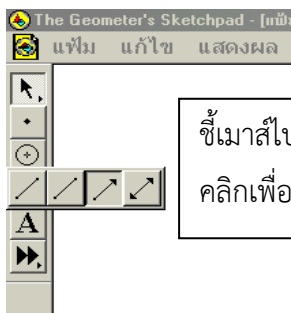 The Geometer's Sketchpad - [แฟ้ม
แฟ้ม แก้ไข แสดงผล
ชี้เมาส์ไป
คลิกเพื่อ
A